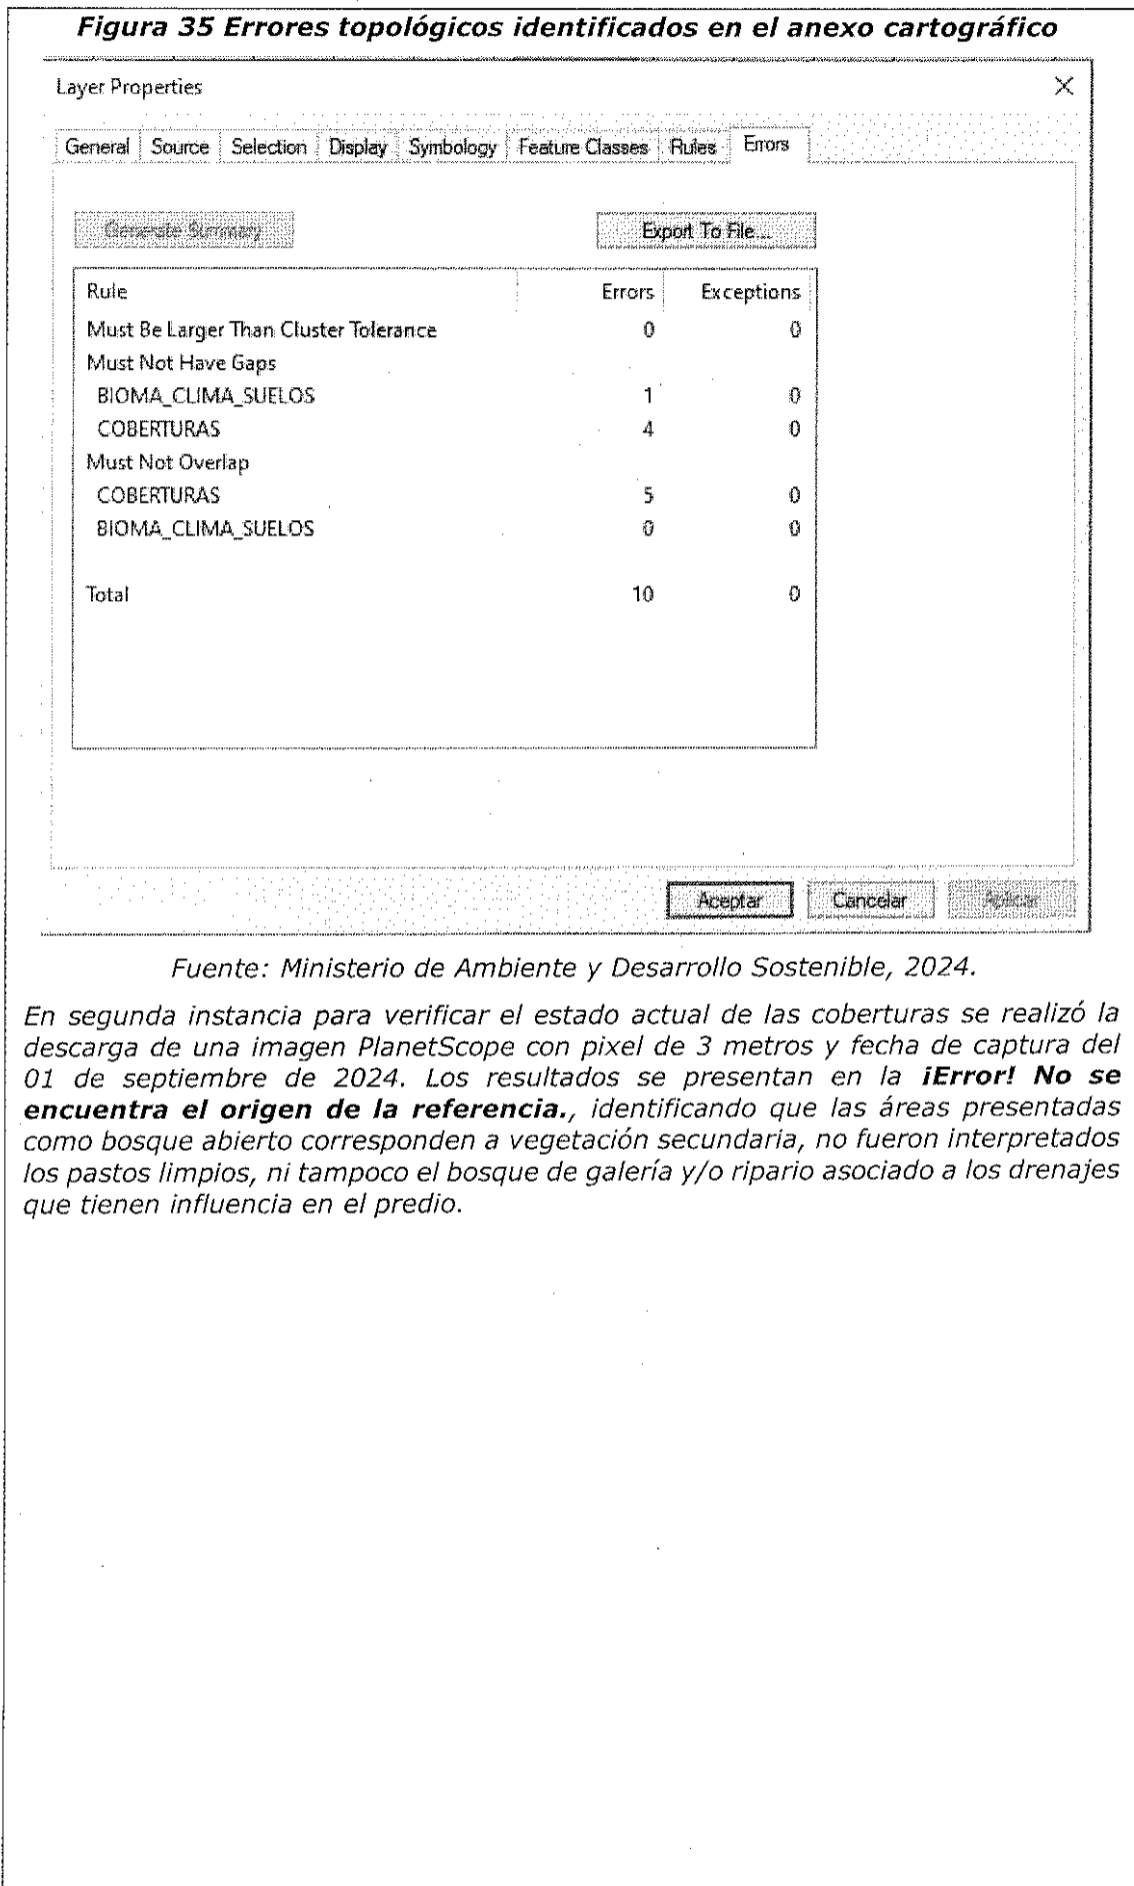 Figura 35 Errores topológicos identificados en el anexo cartográfico
Layer Properties
General Source Selection Display Symbology Feature Classes Rules Errors
Generate Summary Export To File...
Rule Errors Exceptions
Must Be Larger Than Cluster Tolerance 0 0
Must Not Have Gaps
BIOMA_CLIMA_SUELOS 1 0
COBERTURAS 4 0
Must Not Overlap
COBERTURAS 5 0
BIOMA_CLIMA_SUELOS 0 0
Total 10 0
Aceptar Cancelar Aplicar
Fuente: Ministerio de Ambiente y Desarrollo Sostenible, 2024.
En segunda instancia para verificar el estado actual de las coberturas se realizó la
descarga de una imagen PlanetScope con pixel de 3 metros y fecha de captura del
01 de septiembre de 2024. Los resultados se presentan en la ¡Error! No se
encuentra el origen de la referencia., identificando que las áreas presentadas
como bosque abierto corresponden a vegetación secundaria, no fueron interpretados
los pastos limpios, ni tampoco el bosque de galería y/o ripario asociado a los drenajes
que tienen influencia en el predio.